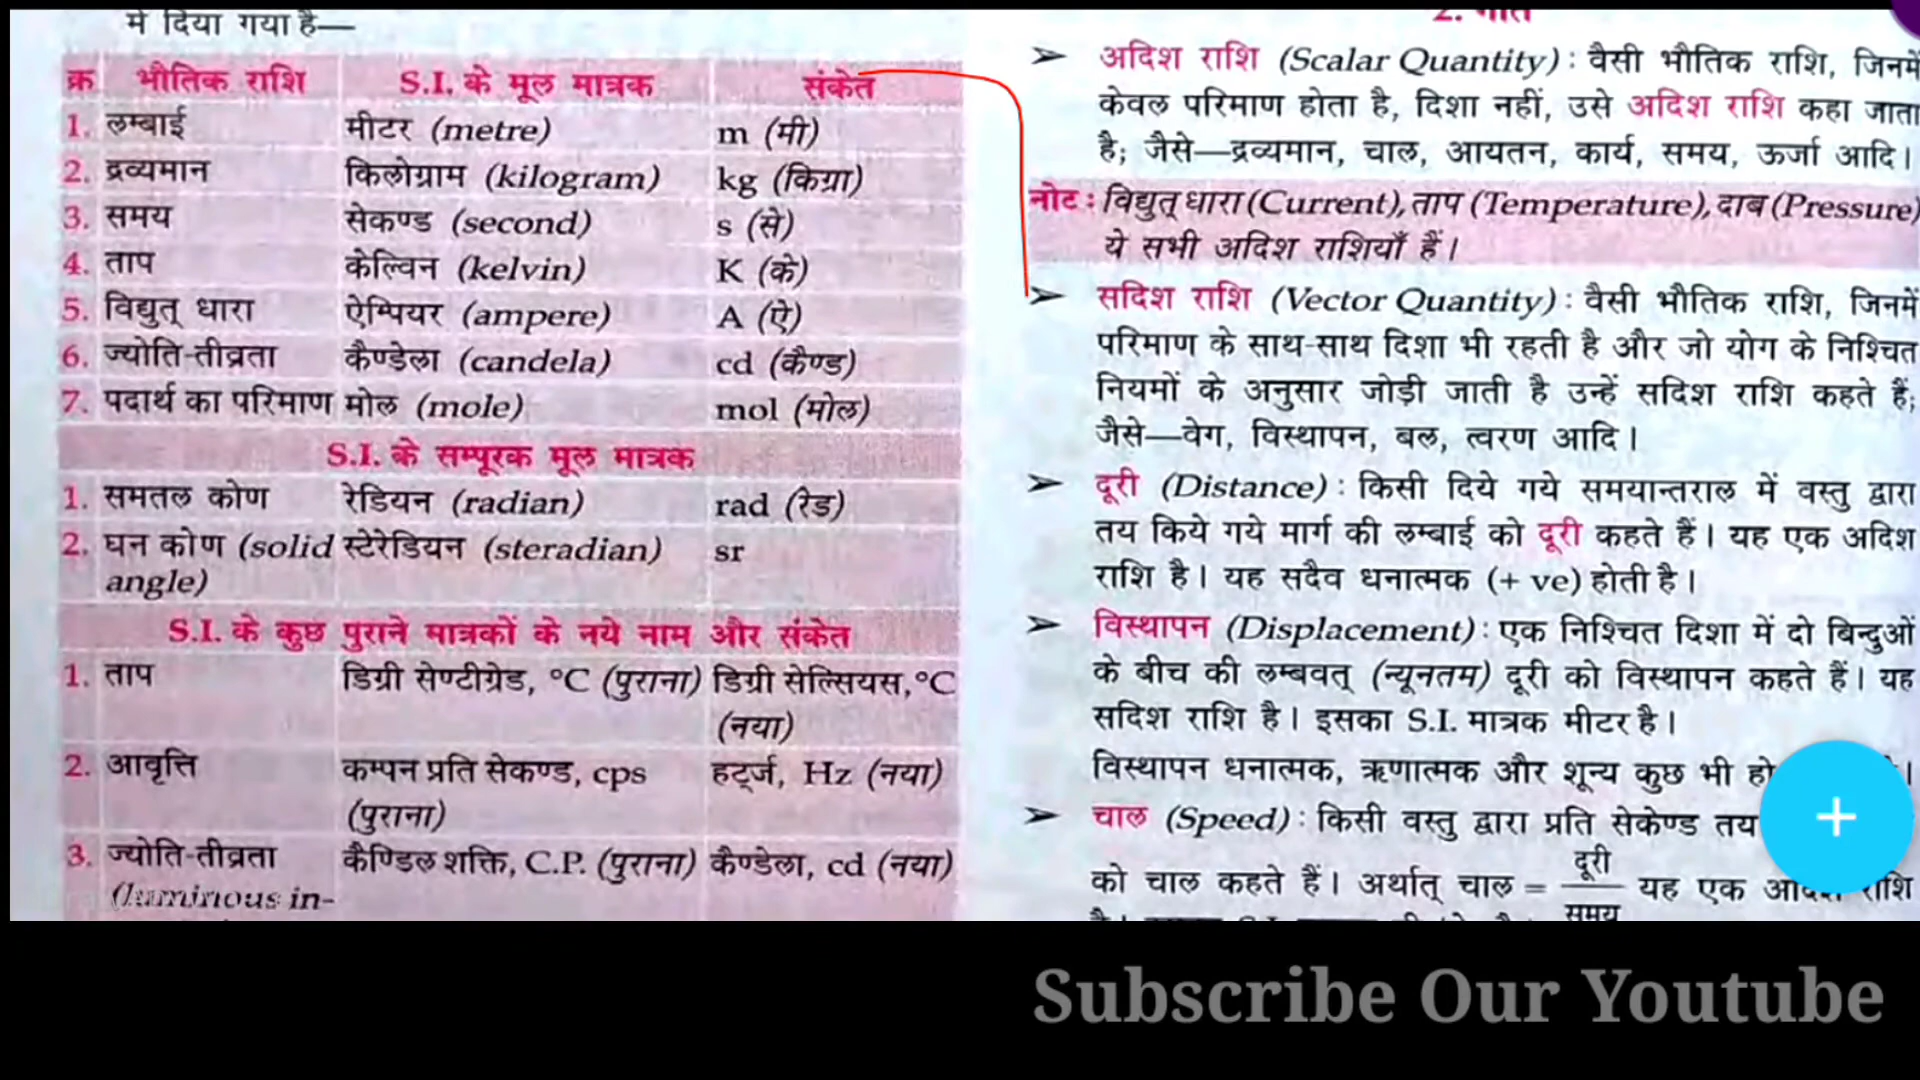 में दिया गया है—
क्र भौतिक राशि S.I. के मूल मात्रक संकेत
1. लम्बाई मीटर (metre) m (मी)
2. द्रव्यमान किलोग्राम (kilogram) kg (किग्रा)
3. समय सेकण्ड (second) s (से)
4. ताप केल्विन (kelvin) K (के)
5. विद्युत् धारा ऐम्पियर (ampere) A (ऐ)
6. ज्योति-तीव्रता कैण्डेला (candela) cd (कैण्ड)
7. पदार्थ का परिमाण मोल (mole) mol (मोल)
S.I. के सम्पूरक मूल मात्रक
1. समतल कोण रेडियन (radian) rad (रेड)
2. घन कोण (solid स्टेरेडियन (steradian) sr
angle)
S.I. के कुछ पुराने मात्रकों के नये नाम और संकेत
1. ताप डिग्री सेण्टीग्रेड, °C (पुराना) डिग्री सेल्सियस, °C
(नया)
2. आवृत्ति कम्पन प्रति सेकण्ड, cps हर्ट्ज, Hz (नया)
(पुराना)
3. ज्योति-तीव्रता कैण्डिल शक्ति, C.P. (पुराना) कैण्डेला, cd (नया)
(luminous in-
2. गति
➤ अदिश राशि (Scalar Quantity) : वैसी भौतिक राशि, जिनमें
केवल परिमाण होता है, दिशा नहीं, उसे अदिश राशि कहा जाता
है; जैसे—द्रव्यमान, चाल, आयतन, कार्य, समय, ऊर्जा आदि।
नोट : विद्युत् धारा (Current), ताप (Temperature), दाब (Pressure)
ये सभी अदिश राशियाँ हैं।
➤ सदिश राशि (Vector Quantity) : वैसी भौतिक राशि, जिनमें
परिमाण के साथ-साथ दिशा भी रहती है और जो योग के निश्चित
नियमों के अनुसार जोड़ी जाती है उन्हें सदिश राशि कहते हैं;
जैसे—वेग, विस्थापन, बल, त्वरण आदि।
➤ दूरी (Distance) : किसी दिये गये समयान्तराल में वस्तु द्वारा
तय किये गये मार्ग की लम्बाई को दूरी कहते हैं। यह एक अदिश
राशि है। यह सदैव धनात्मक (+ ve) होती है।
➤ विस्थापन (Displacement) : एक निश्चित दिशा में दो बिन्दुओं
के बीच की लम्बवत् (न्यूनतम) दूरी को विस्थापन कहते हैं। यह
सदिश राशि है। इसका S.I. मात्रक मीटर है।
विस्थापन धनात्मक, ऋणात्मक और शून्य कुछ भी हो
➤ चाल (Speed) : किसी वस्तु द्वारा प्रति सेकेण्ड तय
को चाल कहते हैं। अर्थात् चाल = दूरी/समय यह एक राशि
Subscribe Our Youtube